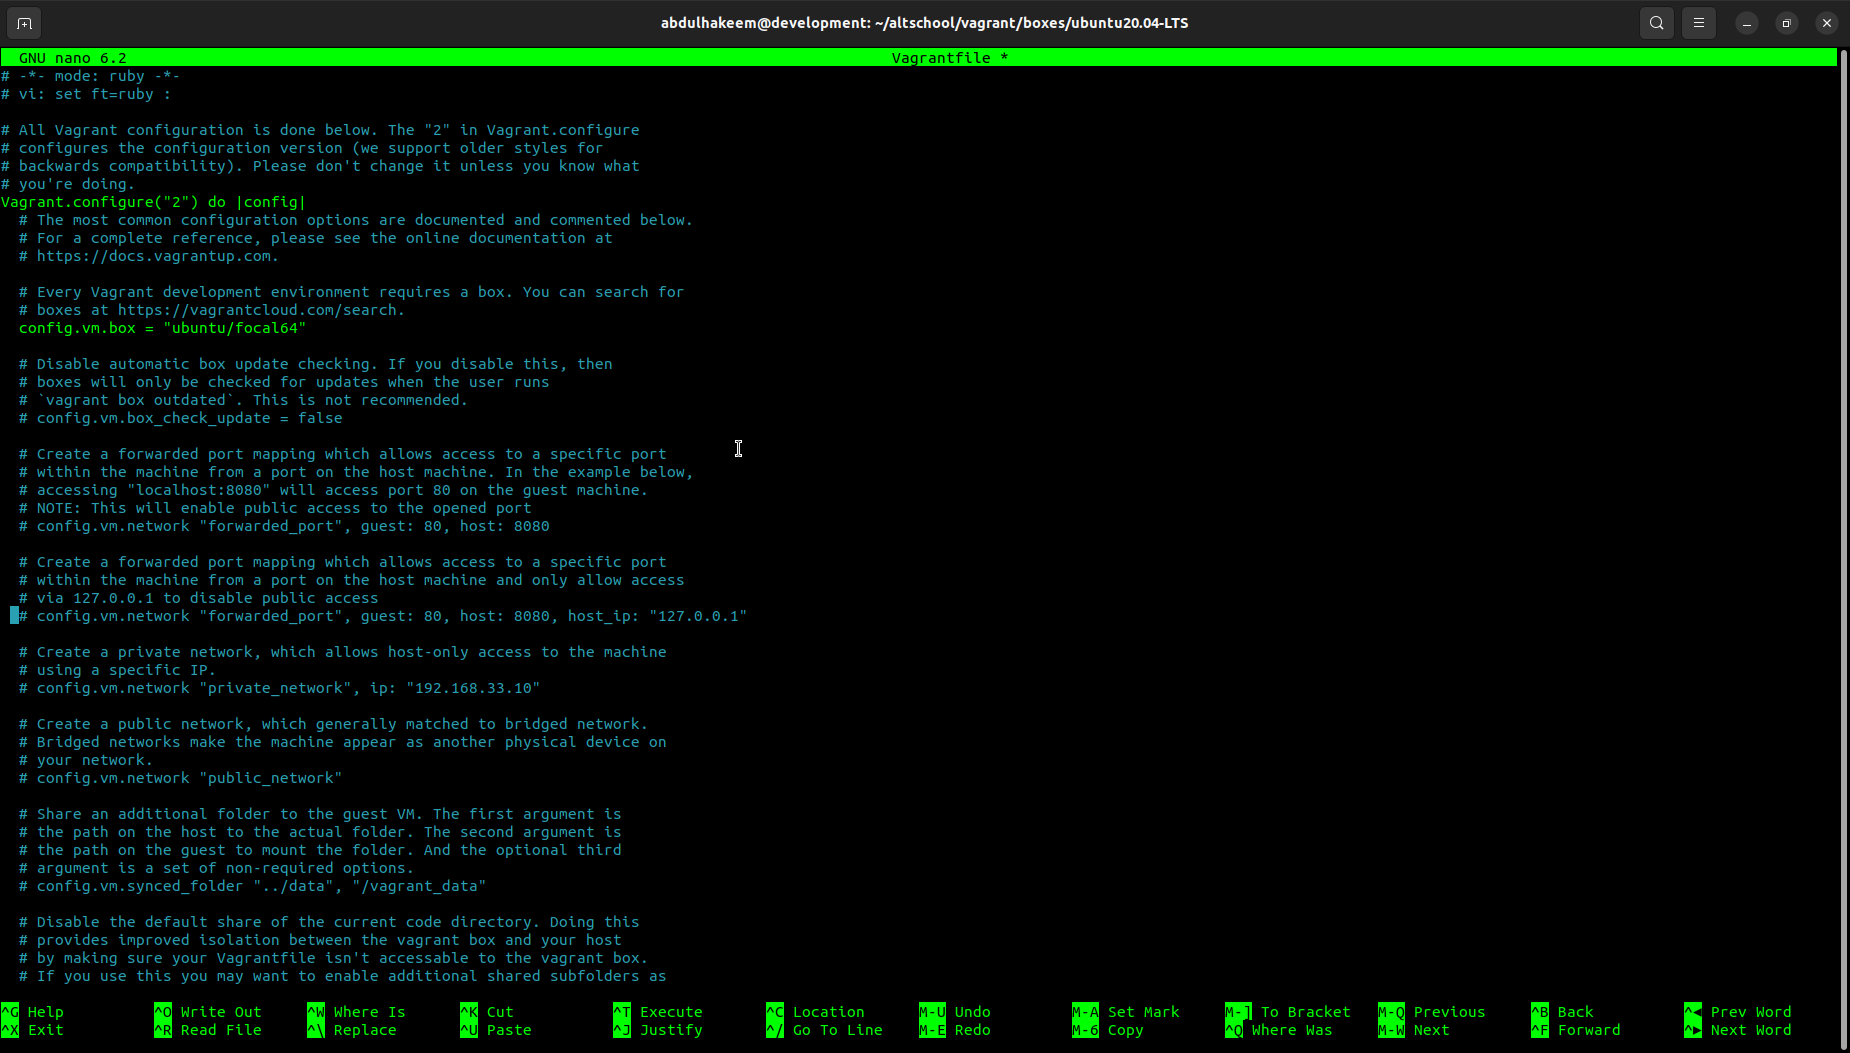 abdulhakeem@development: ~/altschool/vagrant/boxes/ubuntu20.04-LTS
GNU nano 6.2 Vagrantfile *
# -*- mode: ruby -*-
# vi: set ft=ruby :

# All Vagrant configuration is done below. The "2" in Vagrant.configure
# configures the configuration version (we support older styles for
# backwards compatibility). Please don't change it unless you know what
# you're doing.
Vagrant.configure("2") do |config|
  # The most common configuration options are documented and commented below.
  # For a complete reference, please see the online documentation at
  # https://docs.vagrantup.com.

  # Every Vagrant development environment requires a box. You can search for
  # boxes at https://vagrantcloud.com/search.
  config.vm.box = "ubuntu/focal64"

  # Disable automatic box update checking. If you disable this, then
  # boxes will only be checked for updates when the user runs
  # `vagrant box outdated`. This is not recommended.
  # config.vm.box_check_update = false

  # Create a forwarded port mapping which allows access to a specific port
  # within the machine from a port on the host machine. In the example below,
  # accessing "localhost:8080" will access port 80 on the guest machine.
  # NOTE: This will enable public access to the opened port
  # config.vm.network "forwarded_port", guest: 80, host: 8080

  # Create a forwarded port mapping which allows access to a specific port
  # within the machine from a port on the host machine and only allow access
  # via 127.0.0.1 to disable public access
  # config.vm.network "forwarded_port", guest: 80, host: 8080, host_ip: "127.0.0.1"

  # Create a private network, which allows host-only access to the machine
  # using a specific IP.
  # config.vm.network "private_network", ip: "192.168.33.10"

  # Create a public network, which generally matched to bridged network.
  # Bridged networks make the machine appear as another physical device on
  # your network.
  # config.vm.network "public_network"

  # Share an additional folder to the guest VM. The first argument is
  # the path on the host to the actual folder. The second argument is
  # the path on the guest to mount the folder. And the optional third
  # argument is a set of non-required options.
  # config.vm.synced_folder "../data", "/vagrant_data"

  # Disable the default share of the current code directory. Doing this
  # provides improved isolation between the vagrant box and your host
  # by making sure your Vagrantfile isn't accessable to the vagrant box.
  # If you use this you may want to enable additional shared subfolders as
^G Help ^O Write Out ^W Where Is ^K Cut ^T Execute ^C Location M-U Undo M-A Set Mark M-] To Bracket M-Q Previous ^B Back ^◄ Prev Word
^X Exit ^R Read File ^\ Replace ^U Paste ^J Justify ^/ Go To Line M-E Redo M-6 Copy ^Q Where Was M-W Next ^F Forward ^► Next Word